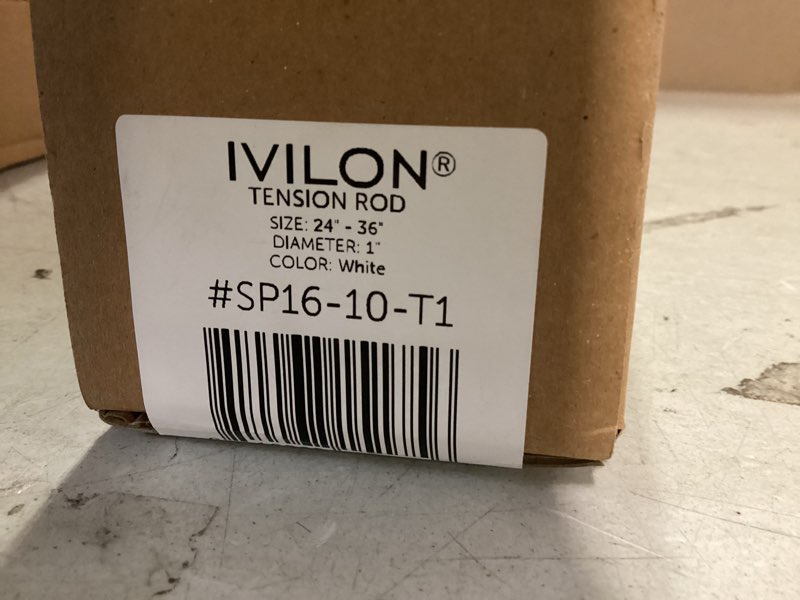 IVILON®
TENSION ROD
SIZE: 24" - 36"
DIAMETER: 1"
COLOR: White
#SP16-10-T1